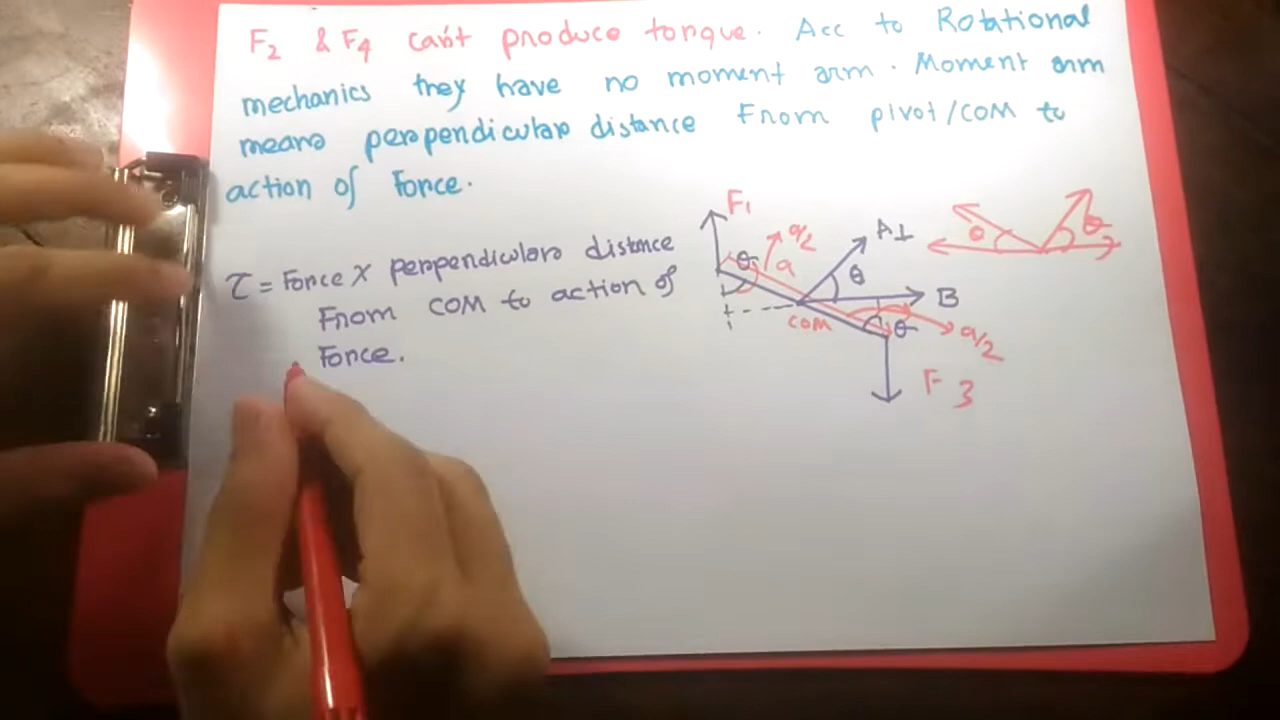 F2 & F4 can't produce torque. Acc to Rotational
mechanics they have no moment arm. Moment arm
means perpendicular distance From pivot/COM to
action of Force.
τ = Force X perpendicular distance
From COM to action of
Force.
F1
θ
a/2
a
A⊥
θ
B
COM
θ
a/2
F3
θ
θ